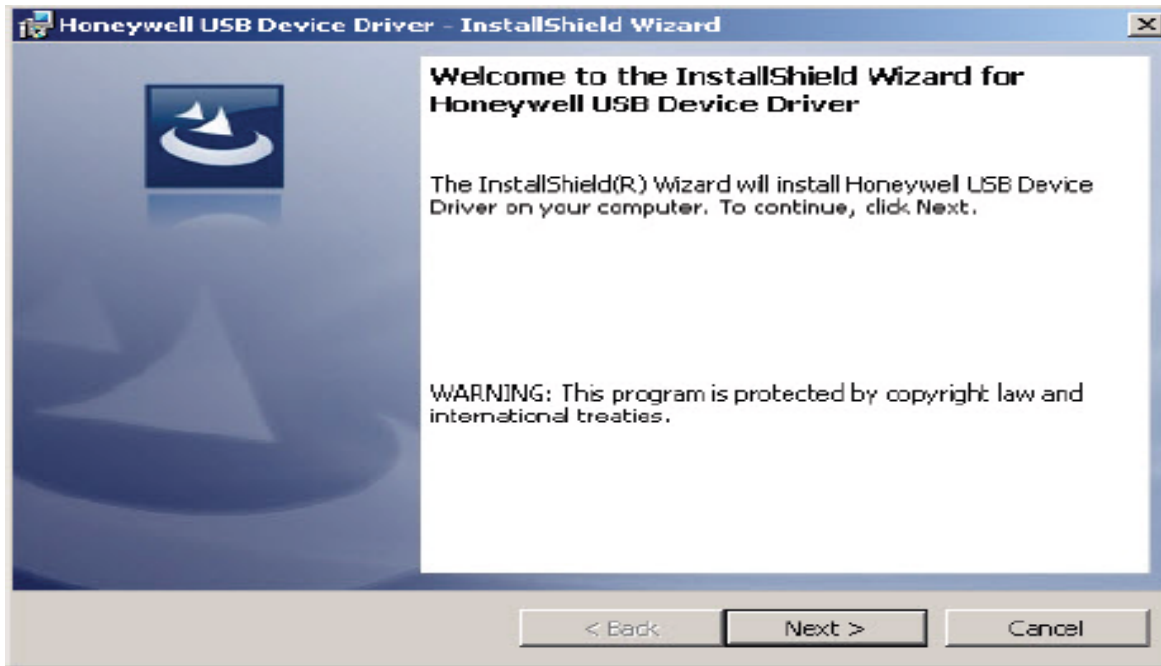 Honeywell USB Device Driver - InstallShield Wizard
Welcome to the InstallShield Wizard for
Honeywell USB Device Driver
The InstallShield(R) Wizard will install Honeywell USB Device
Driver on your computer. To continue, click Next.
WARNING: This program is protected by copyright law and
international treaties.
< Back
Next >
Cancel